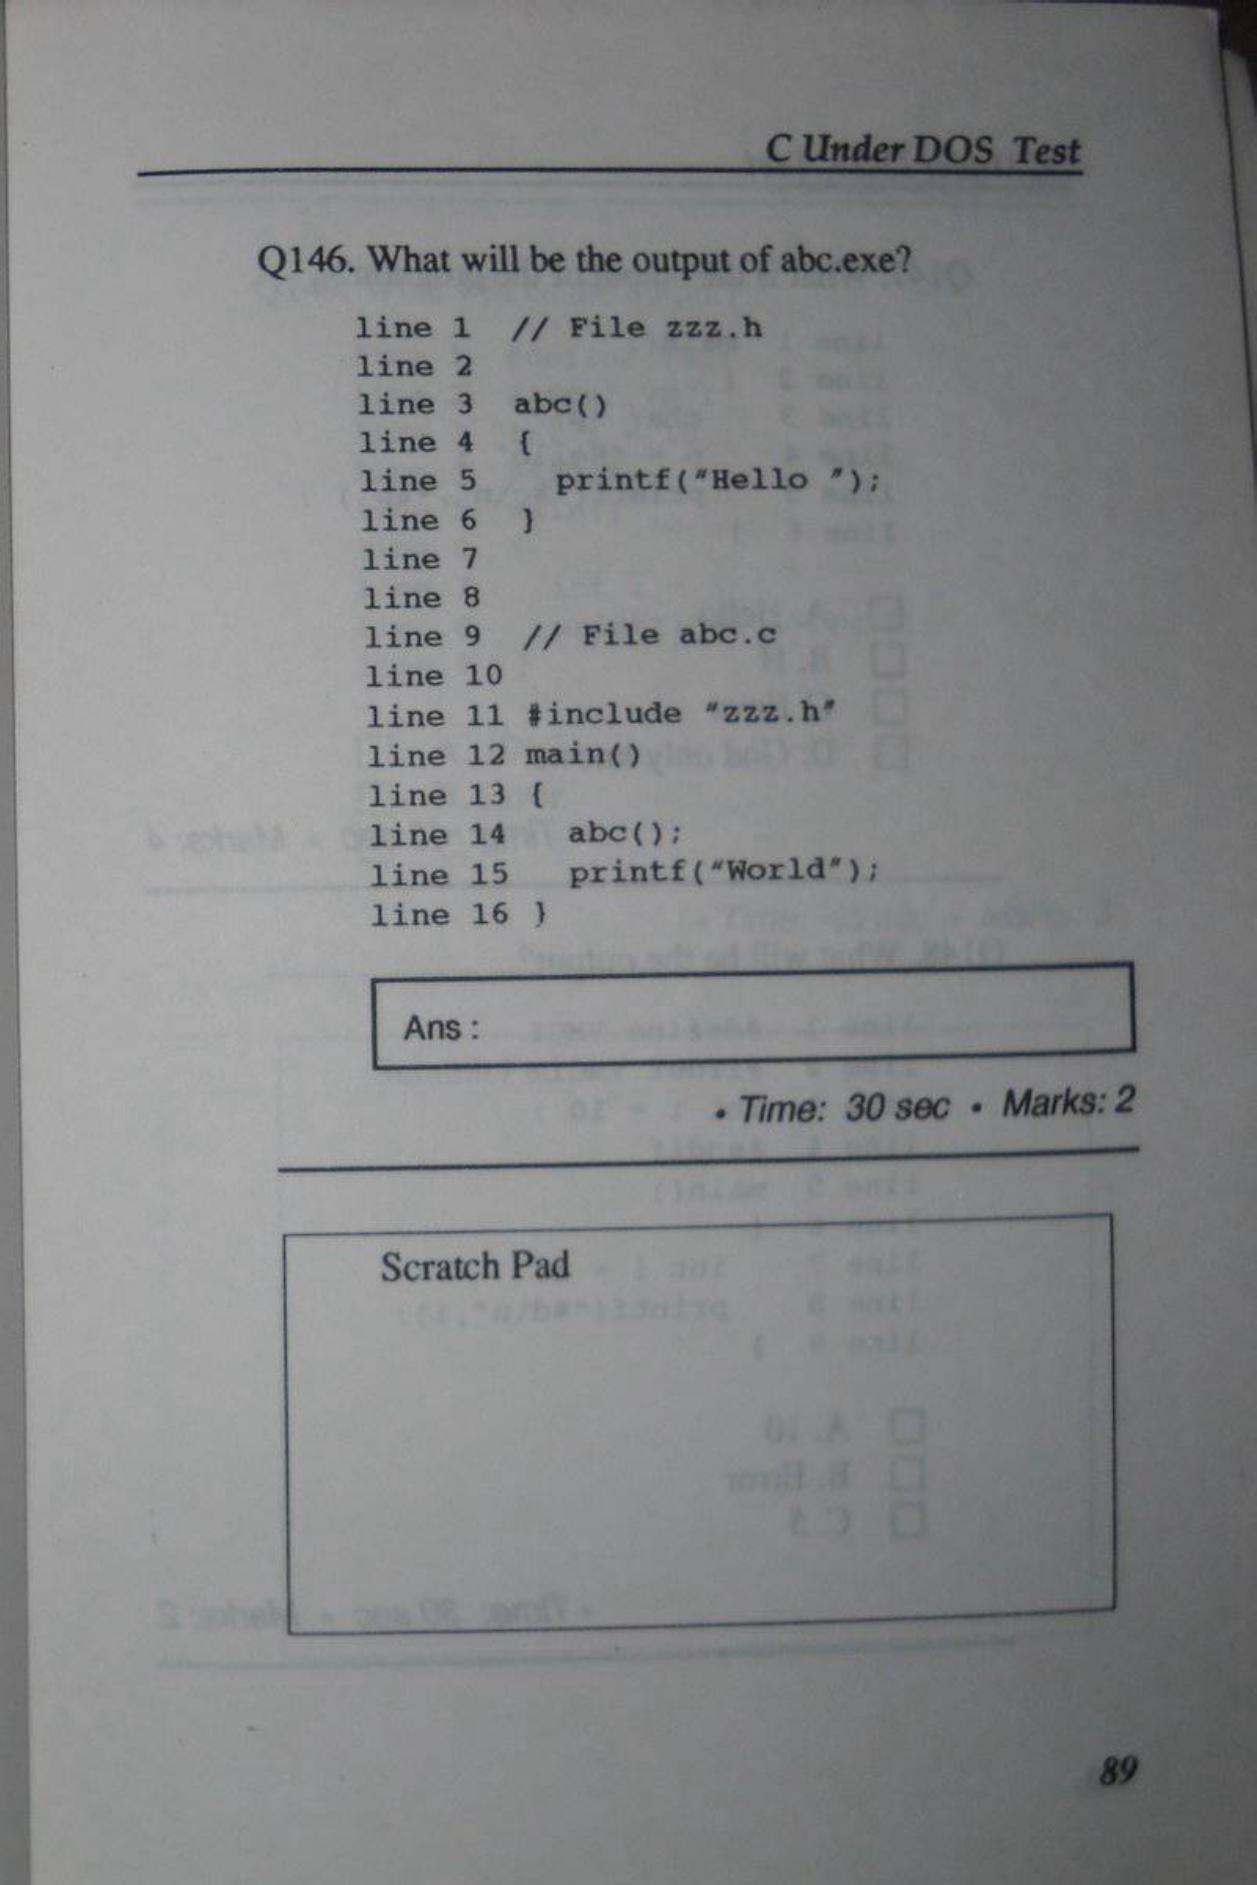 C Under DOS Test
Q146. What will be the output of abc.exe?
line 1 // File zzz.h
line 2
line 3 abc()
line 4 {
line 5 printf("Hello ");
line 6 }
line 7
line 8
line 9 // File abc.c
line 10
line 11 #include "zzz.h"
line 12 main()
line 13 {
line 14 abc();
line 15 printf("World");
line 16 }
Ans :
• Time: 30 sec • Marks: 2
Scratch Pad
89